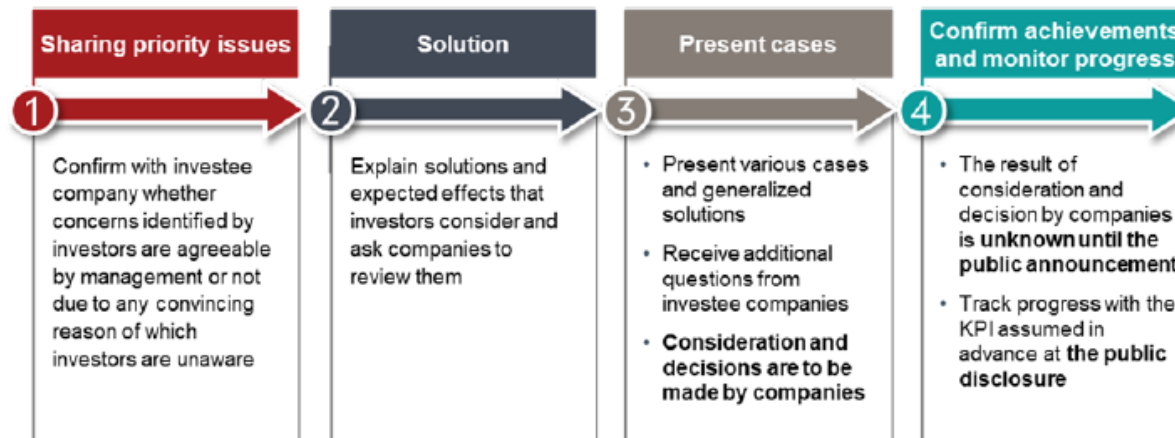 Sharing priority issues
1
Confirm with investee
company whether
concerns identified by
investors are agreeable
by management or not
due to any convincing
reason of which
investors are unaware
Solution
2
Explain solutions and
expected effects that
investors consider and
ask companies to
review them
Present cases
3
• Present various cases
and generalized
solutions
• Receive additional
questions from
investee companies
• Consideration and
decisions are to be
made by companies
Confirm achievements
and monitor progress
4
• The result of
consideration and
decision by companies
is unknown until the
public announcement
• Track progress with the
KPI assumed in
advance at the public
disclosure